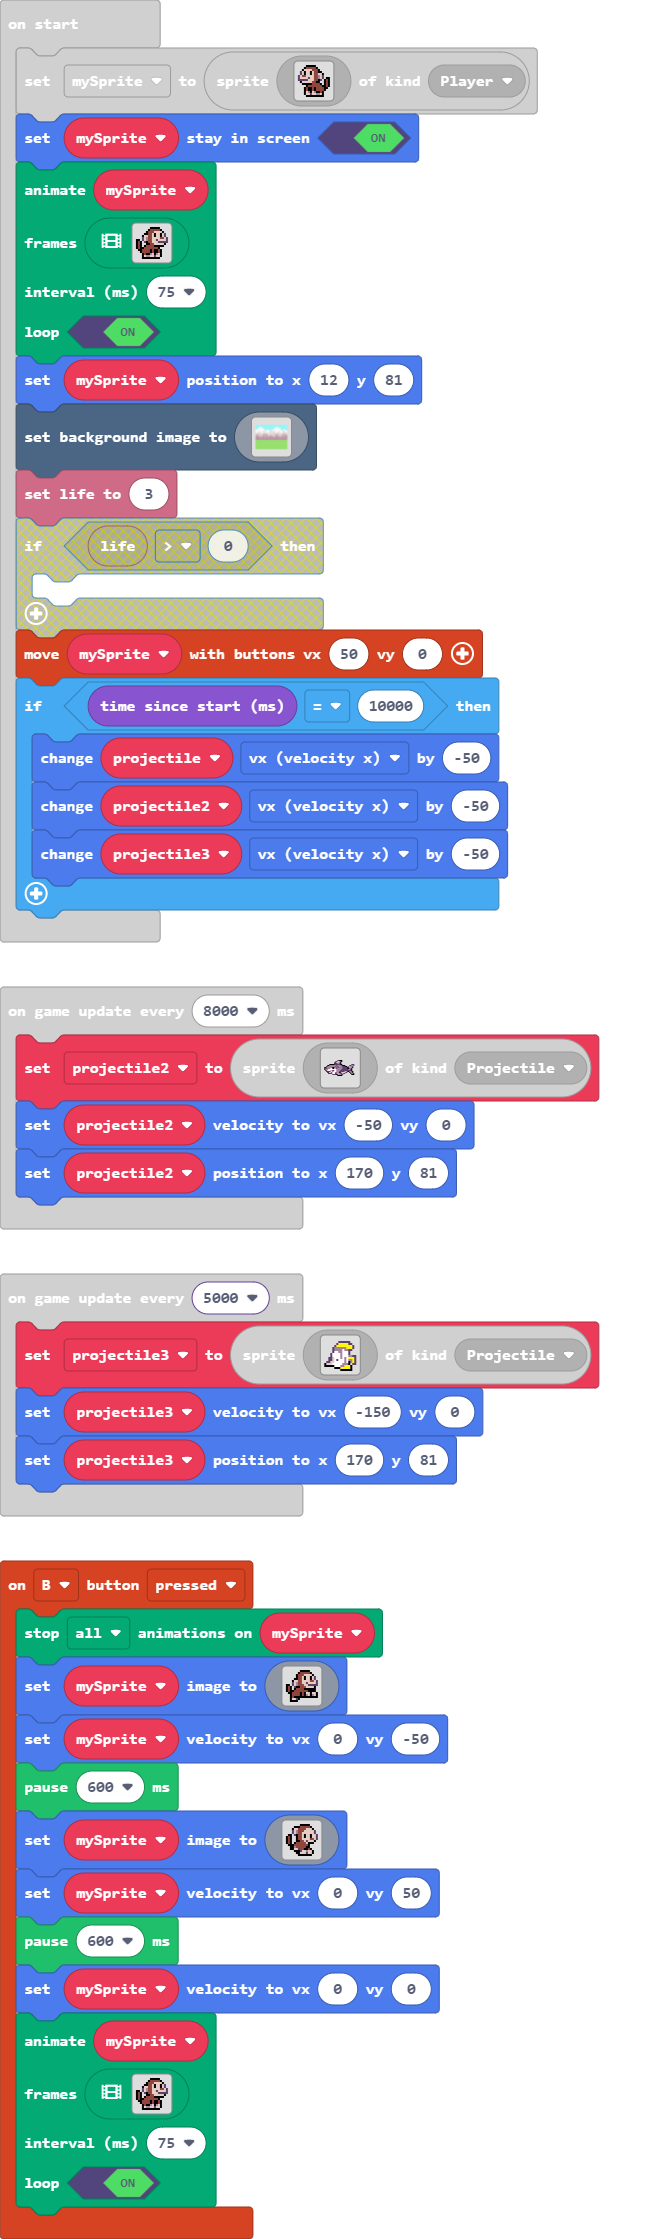 on start
set mySprite to sprite of kind Player
set mySprite stay in screen ON
animate mySprite
frames
interval (ms) 75
loop ON
set mySprite position to x 12 y 81
set background image to
set life to 3
if life > 0 then
move mySprite with buttons vx 50 vy 0
if time since start (ms) = 10000 then
change projectile vx (velocity x) by -50
change projectile2 vx (velocity x) by -50
change projectile3 vx (velocity x) by -50
on game update every 8000 ms
set projectile2 to sprite of kind Projectile
set projectile2 velocity to vx -50 vy 0
set projectile2 position to x 170 y 81
on game update every 5000 ms
set projectile3 to sprite of kind Projectile
set projectile3 velocity to vx -150 vy 0
set projectile3 position to x 170 y 81
on B button pressed
stop all animations on mySprite
set mySprite image to
set mySprite velocity to vx 0 vy -50
pause 600 ms
set mySprite image to
set mySprite velocity to vx 0 vy 50
pause 600 ms
set mySprite velocity to vx 0 vy 0
animate mySprite
frames
interval (ms) 75
loop ON